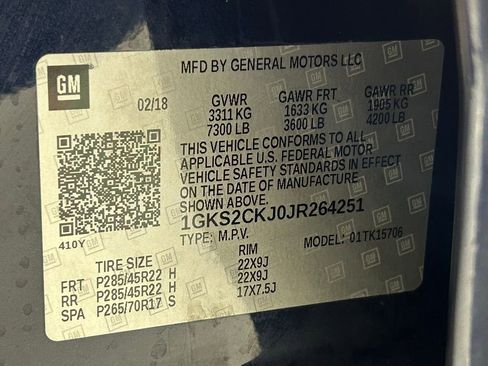 GM
MFD BY GENERAL MOTORS LLC
02/18 GVWR GAWR FRT GAWR RR
3311 KG 1633 KG 1905 KG
7300 LB 3600 LB 4200 LB
THIS VEHICLE CONFORMS TO ALL
APPLICABLE U.S. FEDERAL MOTOR
VEHICLE SAFETY STANDARDS IN EFFECT
ON THE DATE OF MANUFACTURE
SHOWN ABOVE.
1GKS2CKJ0JR264251
410Y TYPE: M.P.V. MODEL: 01TK15706
TIRE SIZE RIM
FRT P285/45R22 H 22X9J
RR P285/45R22 H 22X9J
SPA P265/70R17 S 17X7.5J